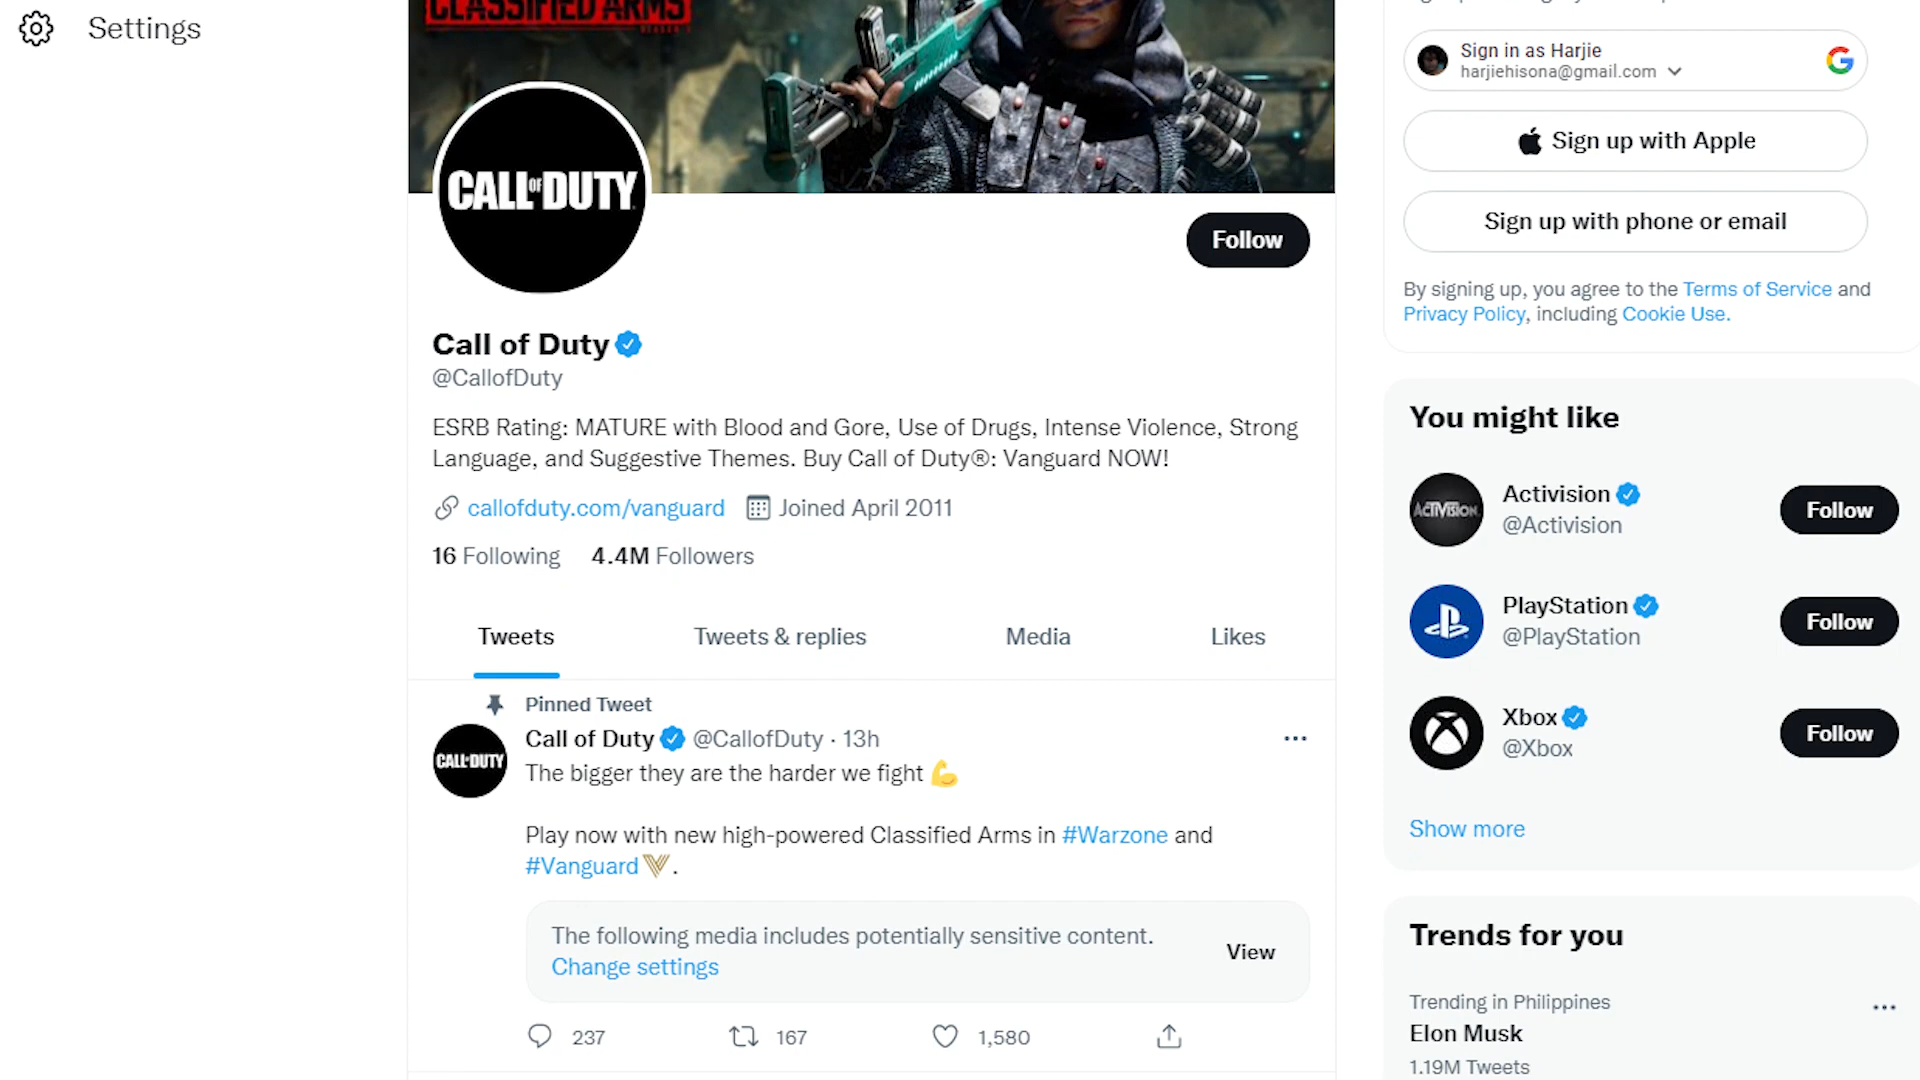 Settings
CLASSIFIED ARMS
CALL OF DUTY
Follow
Call of Duty
@CallofDuty
ESRB Rating: MATURE with Blood and Gore, Use of Drugs, Intense Violence, Strong
Language, and Suggestive Themes. Buy Call of Duty®: Vanguard NOW!
callofduty.com/vanguard Joined April 2011
16 Following 4.4M Followers
Tweets Tweets & replies Media Likes
Pinned Tweet
Call of Duty @CallofDuty · 13h
CALL OF DUTY
The bigger they are the harder we fight 💪
Play now with new high-powered Classified Arms in #Warzone and
#Vanguard .
The following media includes potentially sensitive content.
Change settings
View
237 167 1,580
Sign in as Harjie
harjiehisona@gmail.com
Sign up with Apple
Sign up with phone or email
By signing up, you agree to the Terms of Service and
Privacy Policy, including Cookie Use.
You might like
ACTIVISION
Activision
@Activision
Follow
PlayStation
@PlayStation
Follow
Xbox
@Xbox
Follow
Show more
Trends for you
Trending in Philippines
Elon Musk
1.19M Tweets